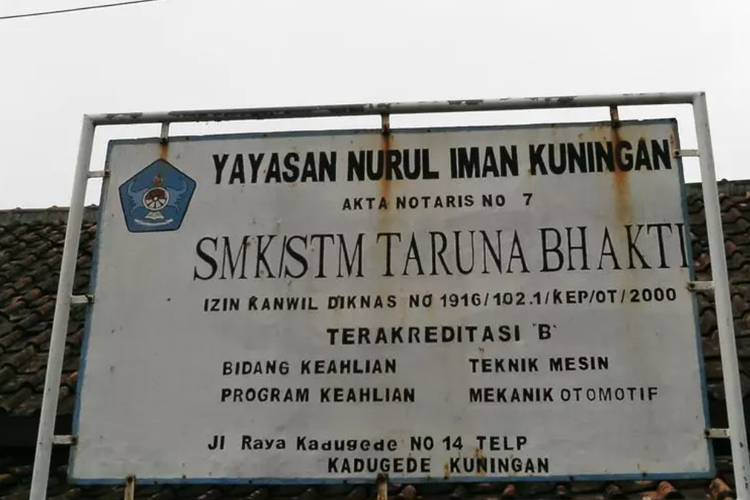 YAYASAN NURUL IMAN KUNINGAN
AKTA NOTARIS NO 7
SMK/STM TARUNA BHAKTI
IZIN KANWIL DIKNAS NO 1916/102.1/KEP/OT/2000
TERAKREDITASI 'B'
BIDANG KEAHLIAN TEKNIK MESIN
PROGRAM KEAHLIAN MEKANIK OTOMOTIF
Jl Raya Kadugede NO 14 TELP
KADUGEDE KUNINGAN